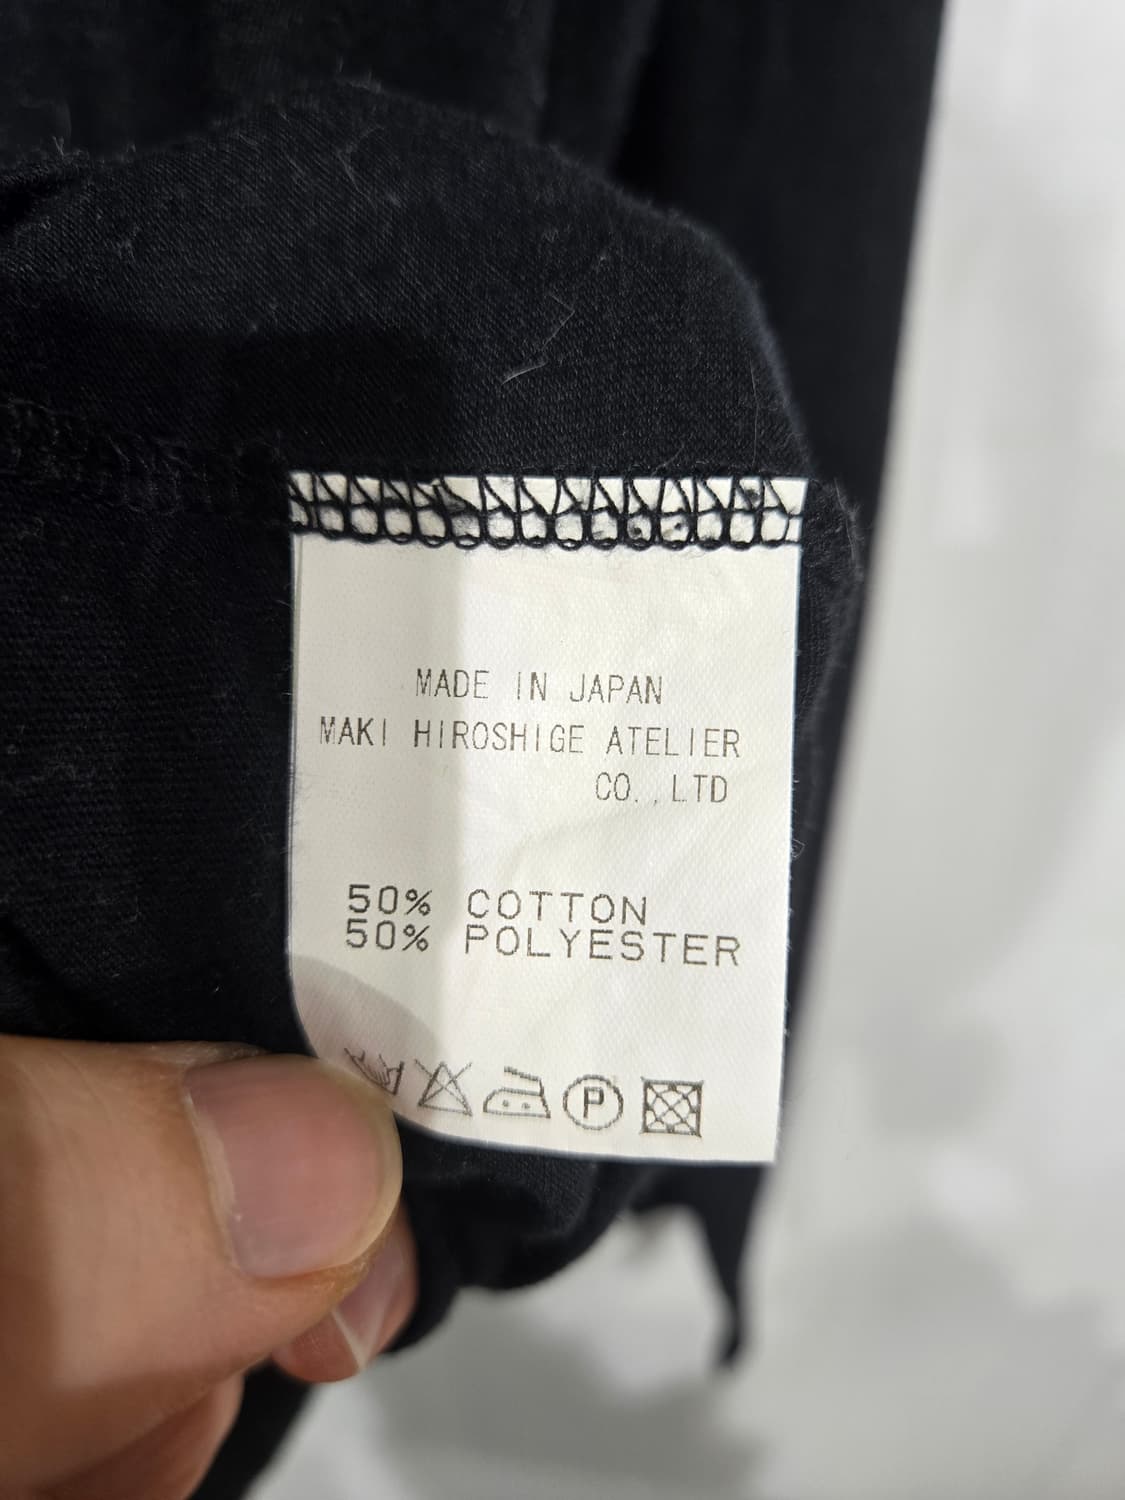 MADE IN JAPAN
MAKI HIROSHIGE ATELIER
CO.,LTD
50% COTTON
50% POLYESTER
P